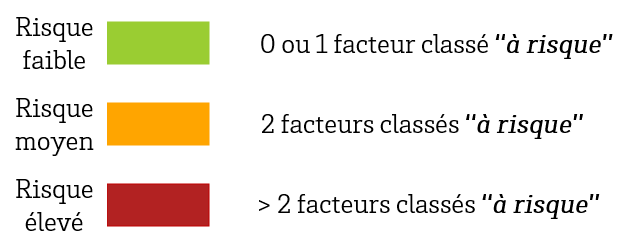 Risque
faible
0 ou 1 facteur classé "à risque"
Risque
moyen
2 facteurs classés "à risque"
Risque
élevé
> 2 facteurs classés "à risque"